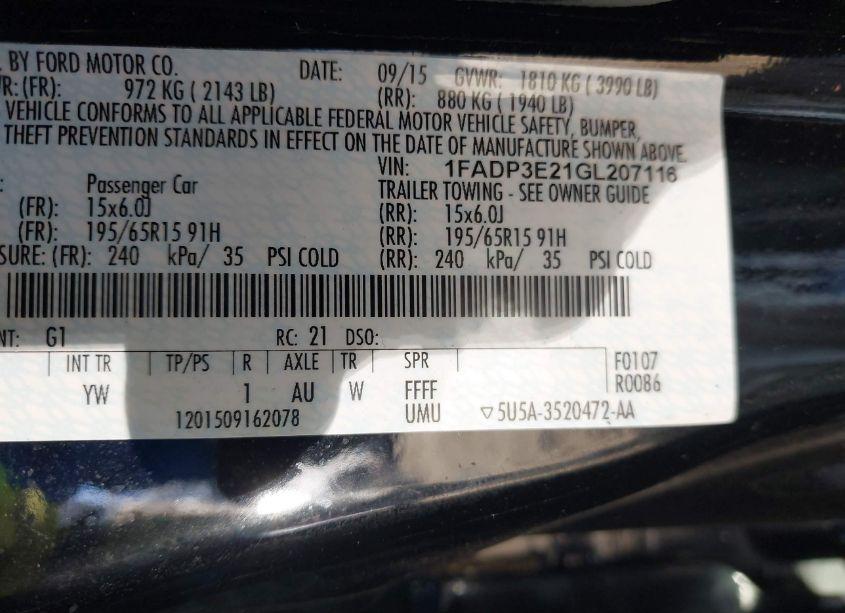 . BY FORD MOTOR CO. DATE: 09/15 GVWR: 1810 KG ( 3990 LB)
WR: (FR): 972 KG ( 2143 LB) (RR): 880 KG ( 1940 LB)
VEHICLE CONFORMS TO ALL APPLICABLE FEDERAL MOTOR VEHICLE SAFETY, BUMPER,
THEFT PREVENTION STANDARDS IN EFFECT ON THE DATE OF MANUFACTURE SHOWN ABOVE.
VIN: 1FADP3E21GL207116
: Passenger Car TRAILER TOWING - SEE OWNER GUIDE
(FR): 15x6.0J (RR): 15x6.0J
(FR): 195/65R15 91H (RR): 195/65R15 91H
SURE: (FR): 240 kPa/ 35 PSI COLD (RR): 240 kPa/ 35 PSI COLD
NT: G1 RC: 21 DSO:
INT TR TP/PS R AXLE TR SPR F0107
YW 1 AU W FFFF R0086
1201509162078 UMU ▽5U5A-3520472-AA